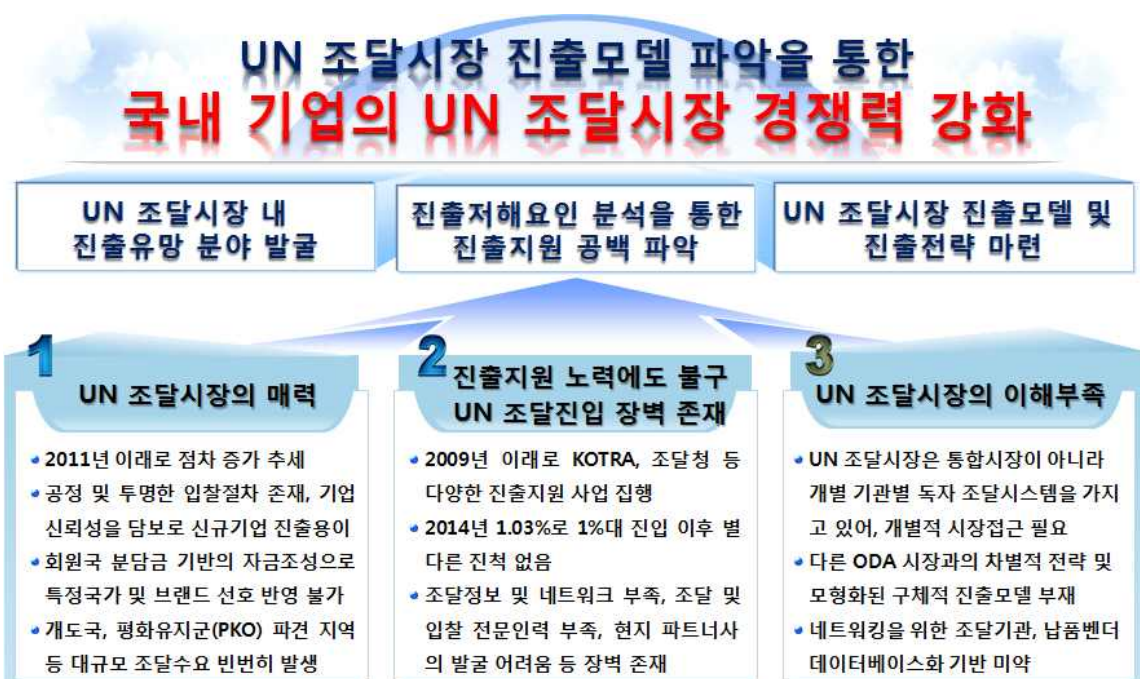 UN 조달시장 진출모델 파악을 통한
국내 기업의 UN 조달시장 경쟁력 강화
UN 조달시장 내
진출유망 분야 발굴
진출저해요인 분석을 통한
진출지원 공백 파악
UN 조달시장 진출모델 및
진출전략 마련
1
UN 조달시장의 매력
2011년 이래로 점차 증가 추세
공정 및 투명한 입찰절차 존재, 기업
신뢰성을 담보로 신규기업 진출용이
회원국 분담금 기반의 자금조성으로
특정국가 및 브랜드 선호 반영 불가
개도국, 평화유지군(PKO) 파견 지역
등 대규모 조달수요 빈번히 발생
2
진출지원 노력에도 불구
UN 조달진입 장벽 존재
2009년 이래로 KOTRA, 조달청 등
다양한 진출지원 사업 집행
2014년 1.03%로 1%대 진입 이후 별
다른 진척 없음
조달정보 및 네트워크 부족, 조달 및
입찰 전문인력 부족, 현지 파트너사
의 발굴 어려움 등 장벽 존재
3
UN 조달시장의 이해부족
UN 조달시장은 통합시장이 아니라
개별 기관별 독자 조달시스템을 가지
고 있어, 개별적 시장접근 필요
다른 ODA 시장과의 차별적 전략 및
모형화된 구체적 진출모델 부재
네트워킹을 위한 조달기관, 납품벤더
데이터베이스화 기반 미약